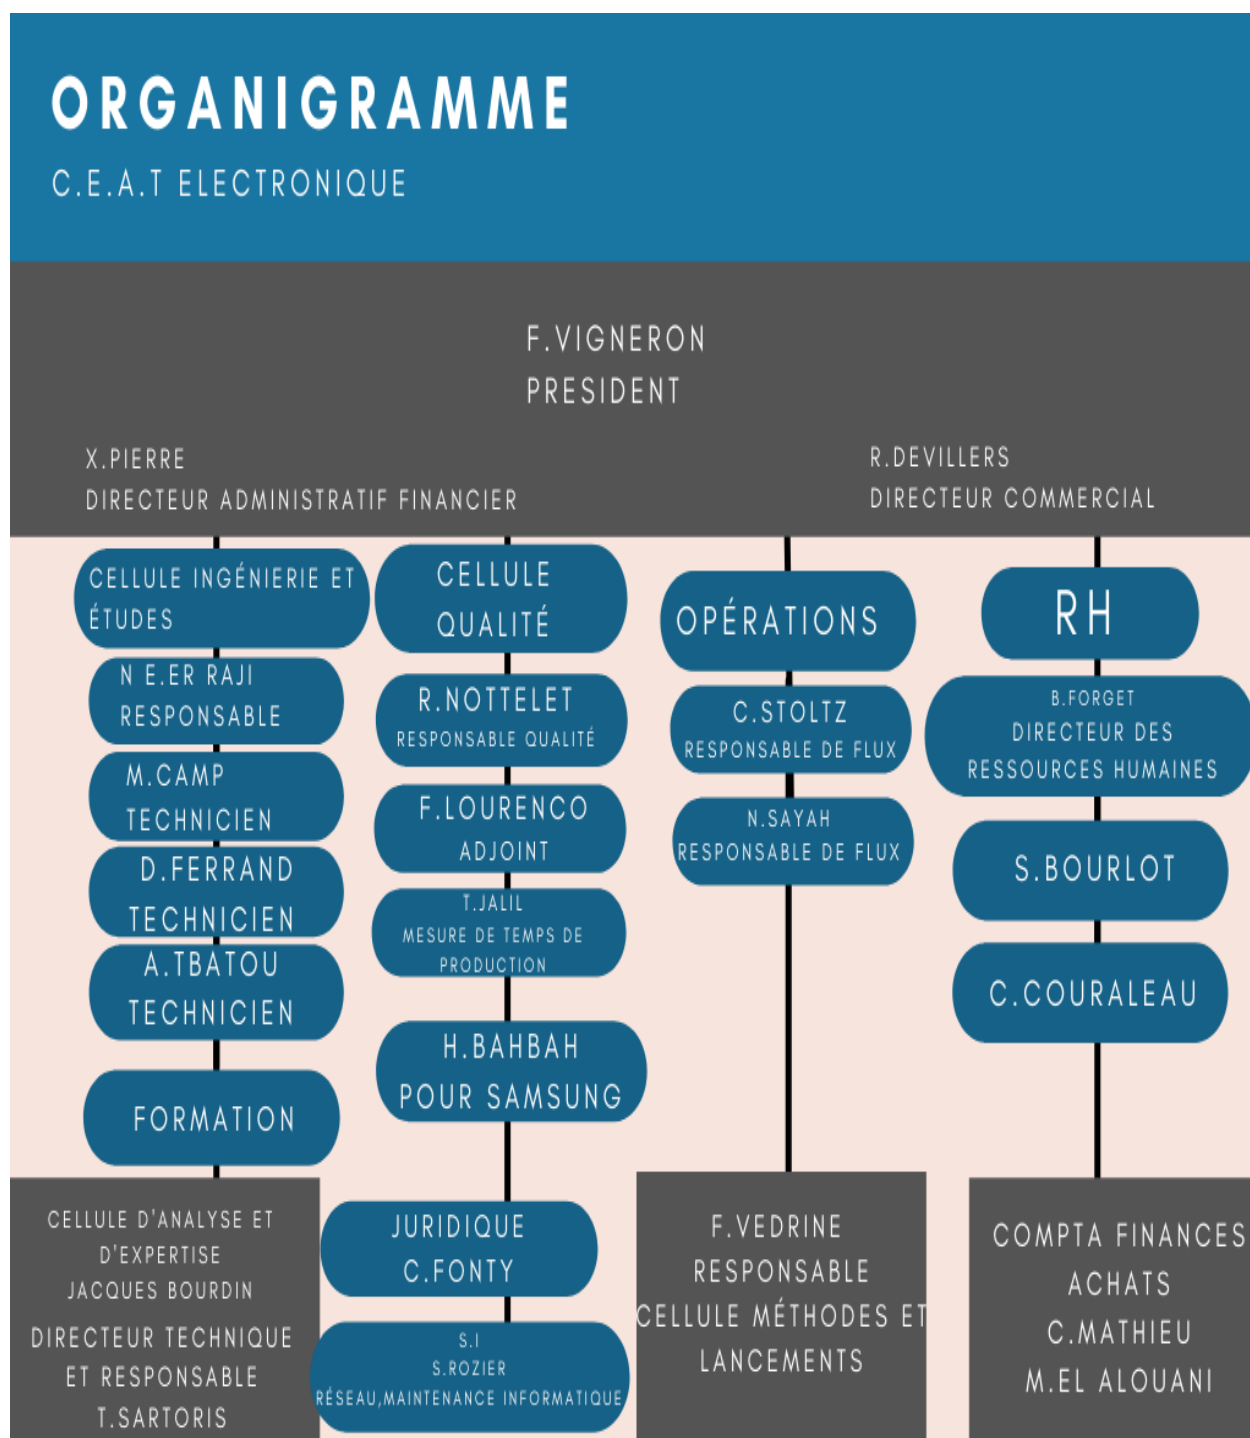 ORGANIGRAMME
C.E.A.T ELECTRONIQUE
F.VIGNERON
PRESIDENT
X.PIERRE
DIRECTEUR ADMINISTRATIF FINANCIER
R.DEVILLERS
DIRECTEUR COMMERCIAL
CELLULE INGÉNIERIE ET
ÉTUDES
N E.ER RAJI
RESPONSABLE
M.CAMP
TECHNICIEN
D.FERRAND
TECHNICIEN
A.TBATOU
TECHNICIEN
FORMATION
CELLULE D'ANALYSE ET
D'EXPERTISE
JACQUES BOURDIN
DIRECTEUR TECHNIQUE
ET RESPONSABLE
T.SARTORIS
CELLULE
QUALITÉ
R.NOTTELET
RESPONSABLE QUALITÉ
F.LOURENCO
ADJOINT
T.JALIL
MESURE DE TEMPS DE
PRODUCTION
H.BAHBAH
POUR SAMSUNG
JURIDIQUE
C.FONTY
S.I
S.ROZIER
RÉSEAU,MAINTENANCE INFORMATIQUE
OPÉRATIONS
C.STOLTZ
RESPONSABLE DE FLUX
N.SAYAH
RESPONSABLE DE FLUX
F.VEDRINE
RESPONSABLE
CELLULE MÉTHODES ET
LANCEMENTS
RH
B.FORGET
DIRECTEUR DES
RESSOURCES HUMAINES
S.BOURLOT
C.COURALEAU
COMPTA FINANCES
ACHATS
C.MATHIEU
M.EL ALOUANI